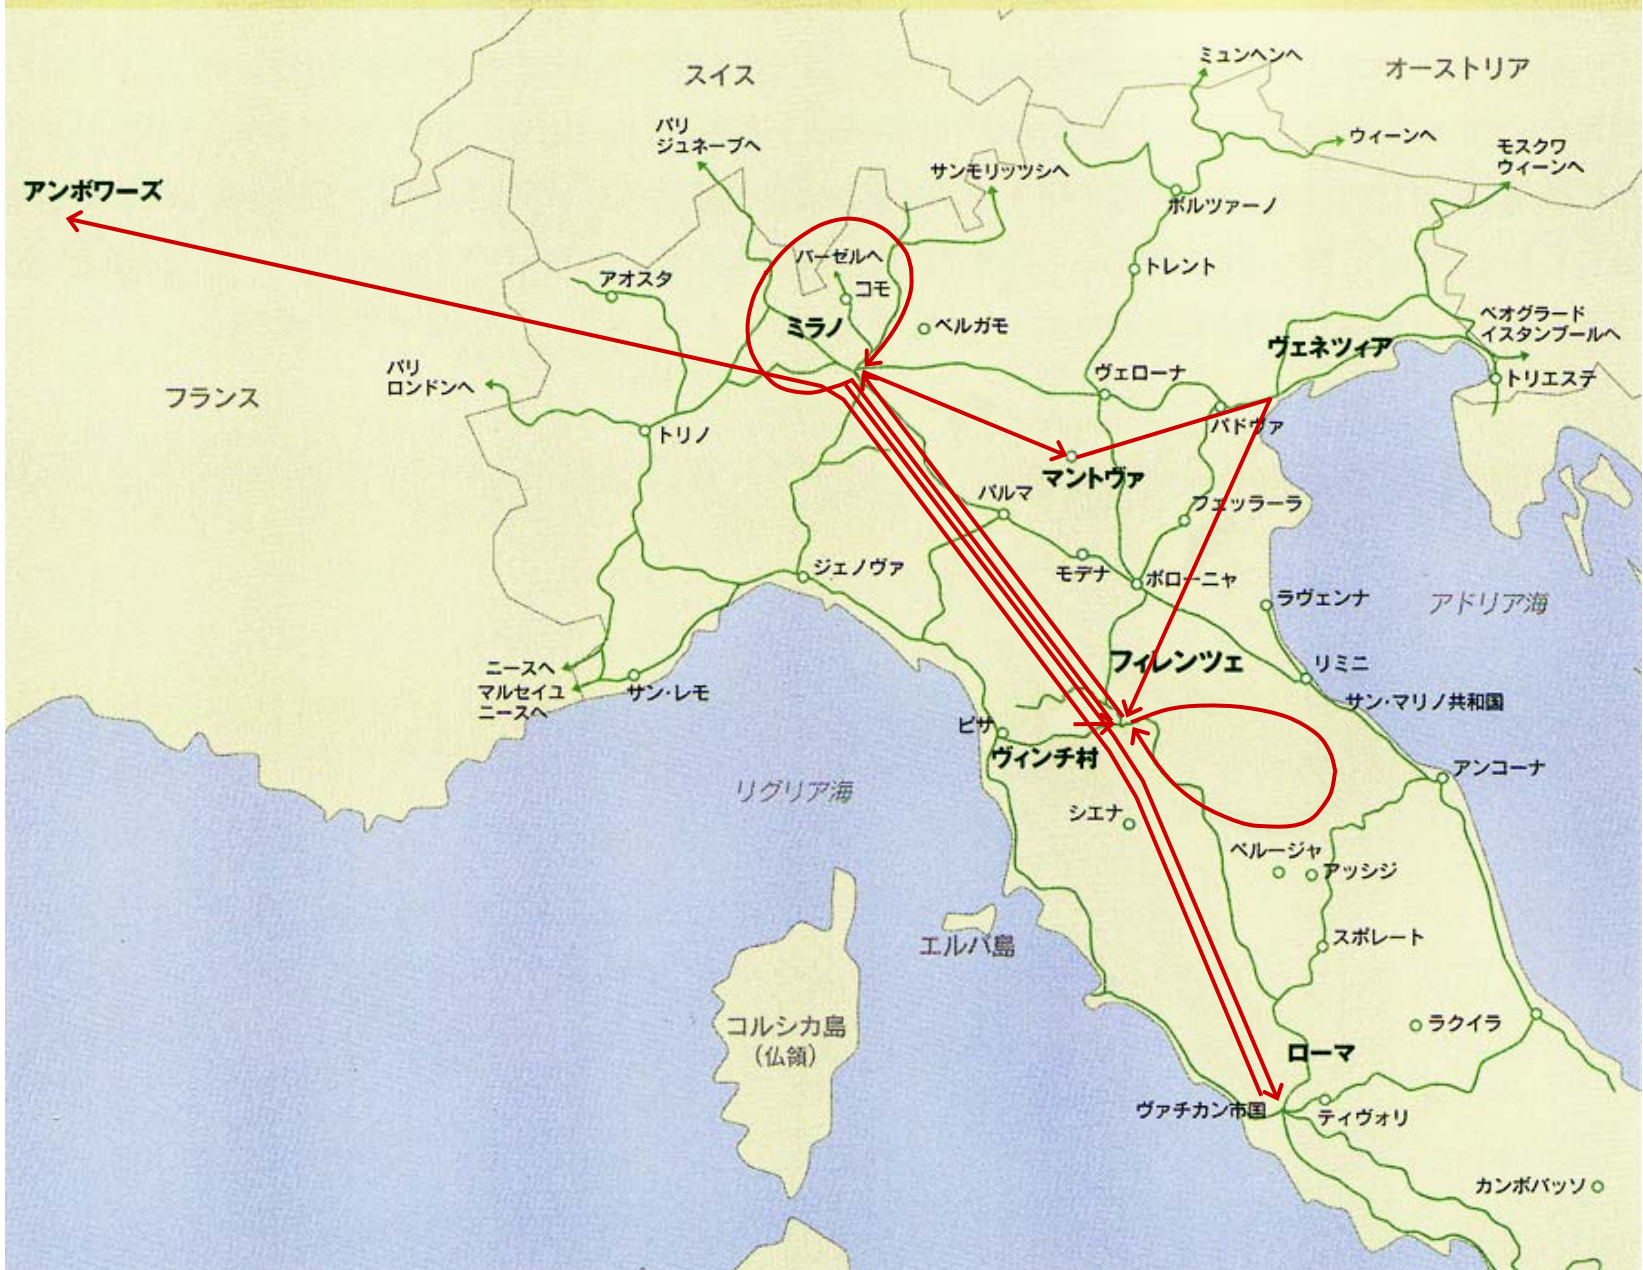 ミュンヘンへ
オーストリア
スイス
パリ
ジュネーブへ
ウィーンへ
モスクワ
ウィーンへ
サンモリッツシへ
アンボワーズ
ボルツァーノ
バーゼルへ
トレント
アオスタ
コモ
ミラノ
ベルガモ
ベオグラード
イスタンブールへ
ヴェネツィア
パリ
ロンドンへ
フランス
ヴェローナ
トリエステ
トリノ
パドヴァ
マントヴァ
パルマ
フェッラーラ
ジェノヴァ
モデナ
ボローニャ
ラヴェンナ
アドリア海
フィレンツェ
リミニ
ニースへ
マルセイユ
ニースへ
サン・レモ
サン・マリノ共和国
ピサ
ヴィンチ村
アンコーナ
リグリア海
シエナ
ペルージャ
アッシジ
エルバ島
スポレート
コルシカ島
(仏領)
ラクイラ
ローマ
ヴァチカン市国
ティヴォリ
カンポバッソ